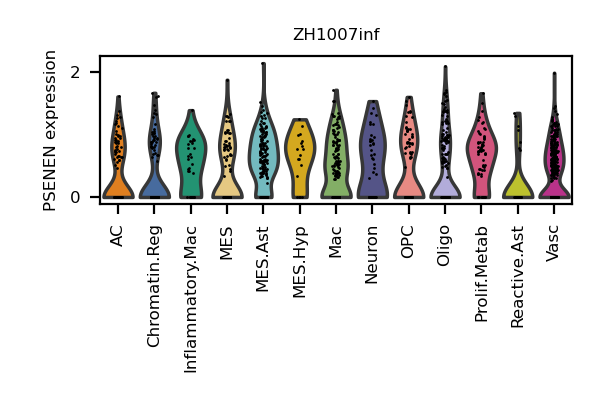 ZH1007inf
PSENEN expression
2
0
AC
Chromatin.Reg
Inflammatory.Mac
MES
MES.Ast
MES.Hyp
Mac
Neuron
OPC
Oligo
Prolif.Metab
Reactive.Ast
Vasc